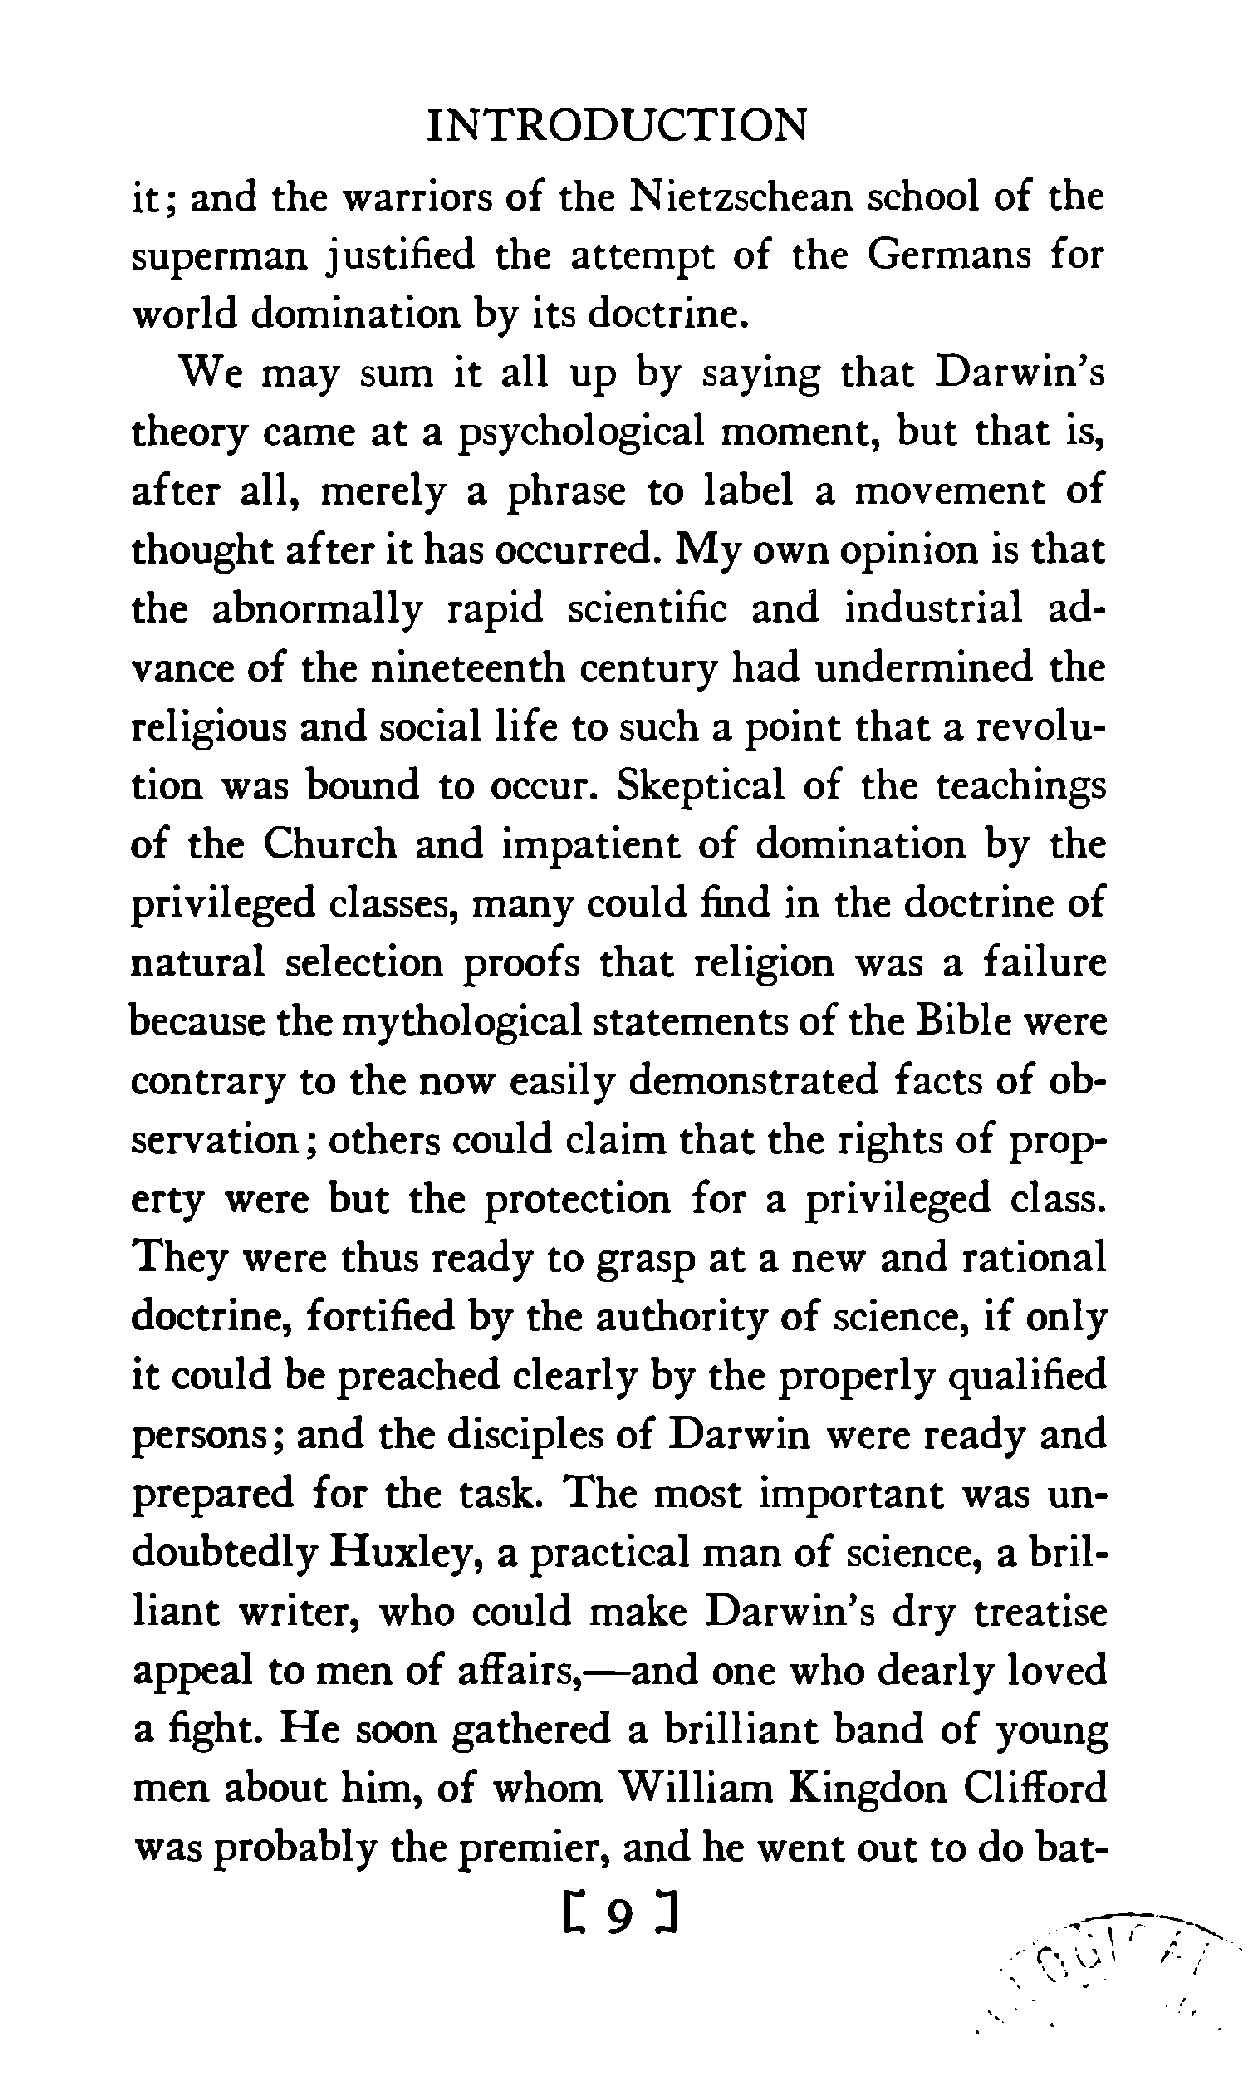 INTRODUCTION
it; and the warriors of the Nietzschean school of the
superman justified the attempt of the Germans for
world domination by its doctrine.
We may sum it all up by saying that Darwin's
theory came at a psychological moment, but that is,
after all, merely a phrase to label a movement of
thought after it has occurred. My own opinion is that
the abnormally rapid scientific and industrial ad-
vance of the nineteenth century had undermined the
religious and social life to such a point that a revolu-
tion was bound to occur. Skeptical of the teachings
of the Church and impatient of domination by the
privileged classes, many could find in the doctrine of
natural selection proofs that religion was a failure
because the mythological statements of the Bible were
contrary to the now easily demonstrated facts of ob-
servation; others could claim that the rights of prop-
erty were but the protection for a privileged class.
They were thus ready to grasp at a new and rational
doctrine, fortified by the authority of science, if only
it could be preached clearly by the properly qualified
persons; and the disciples of Darwin were ready and
prepared for the task. The most important was un-
doubtedly Huxley, a practical man of science, a bril-
liant writer, who could make Darwin's dry treatise
appeal to men of affairs,—and one who dearly loved
a fight. He soon gathered a brilliant band of young
men about him, of whom William Kingdon Clifford
was probably the premier, and he went out to do bat-
[ 9 ]